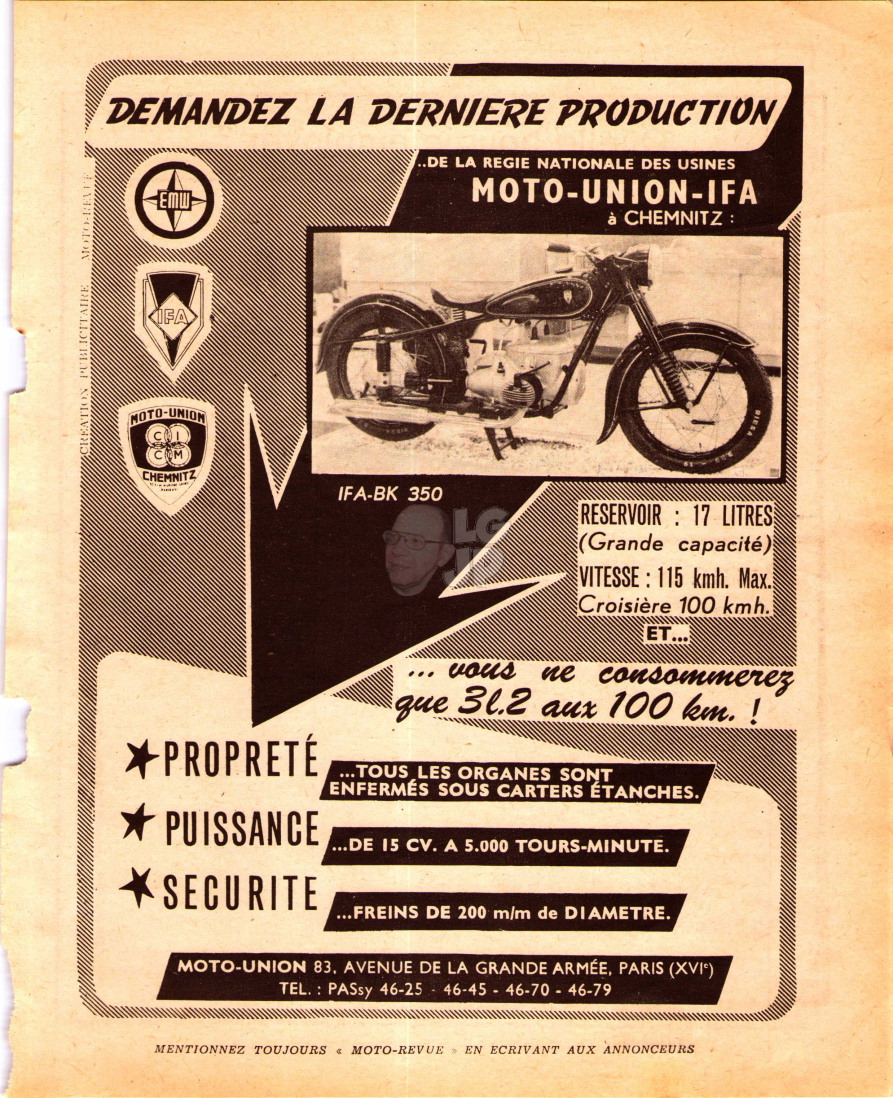 DEMANDEZ LA DERNIERE PRODUCTION
..DE LA REGIE NATIONALE DES USINES
MOTO-UNION-IFA
à CHEMNITZ :
EMW
IFA
MOTO-UNION
C I
C M
CHEMNITZ
CREATION PUBLICITAIRE MOTO-REVUE
IFA-BK 350
LG
JP
RESERVOIR : 17 LITRES
(Grande capacité)
VITESSE : 115 kmh. Max.
Croisière 100 kmh.
ET...
... vous ne consommerez
que 3l.2 aux 100 km. !
★PROPRETÉ
...TOUS LES ORGANES SONT
ENFERMÉS SOUS CARTERS ÉTANCHES.
★ PUISSANCE
...DE 15 CV. A 5.000 TOURS-MINUTE.
★ SECURITE
...FREINS DE 200 m/m de DIAMETRE.
MOTO-UNION 83, AVENUE DE LA GRANDE ARMÉE, PARIS (XVIe)
TEL. : PASsy 46-25 - 46-45 - 46-70 - 46-79
MENTIONNEZ TOUJOURS « MOTO-REVUE » EN ECRIVANT AUX ANNONCEURS